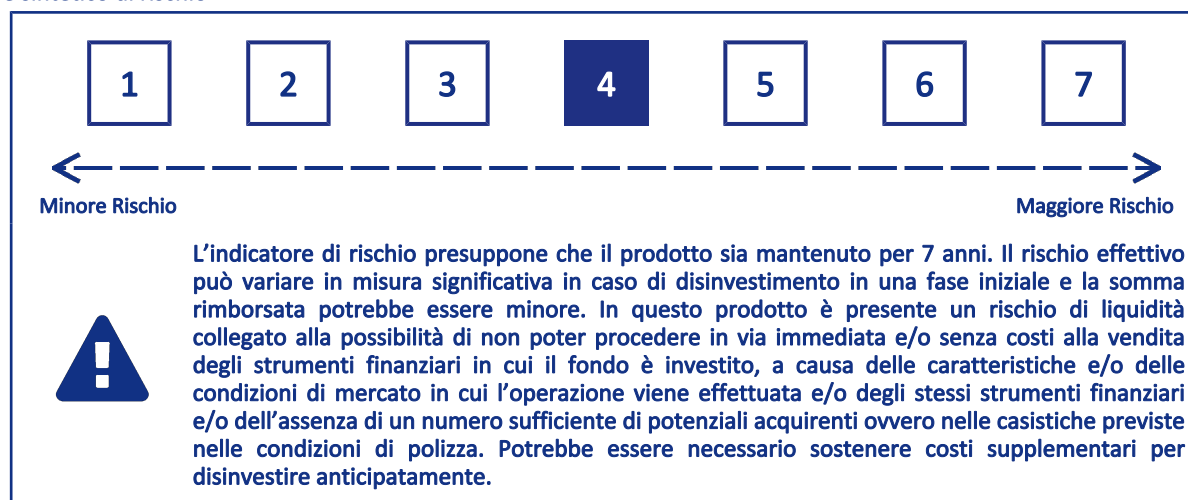 1 2 3 4 5 6 7
Minore Rischio Maggiore Rischio
L'indicatore di rischio presuppone che il prodotto sia mantenuto per 7 anni. Il rischio effettivo
può variare in misura significativa in caso di disinvestimento in una fase iniziale e la somma
rimborsata potrebbe essere minore. In questo prodotto è presente un rischio di liquidità
collegato alla possibilità di non poter procedere in via immediata e/o senza costi alla vendita
degli strumenti finanziari in cui il fondo è investito, a causa delle caratteristiche e/o delle
condizioni di mercato in cui l'operazione viene effettuata e/o degli stessi strumenti finanziari
e/o dell'assenza di un numero sufficiente di potenziali acquirenti ovvero nelle casistiche previste
nelle condizioni di polizza. Potrebbe essere necessario sostenere costi supplementari per
disinvestire anticipatamente.